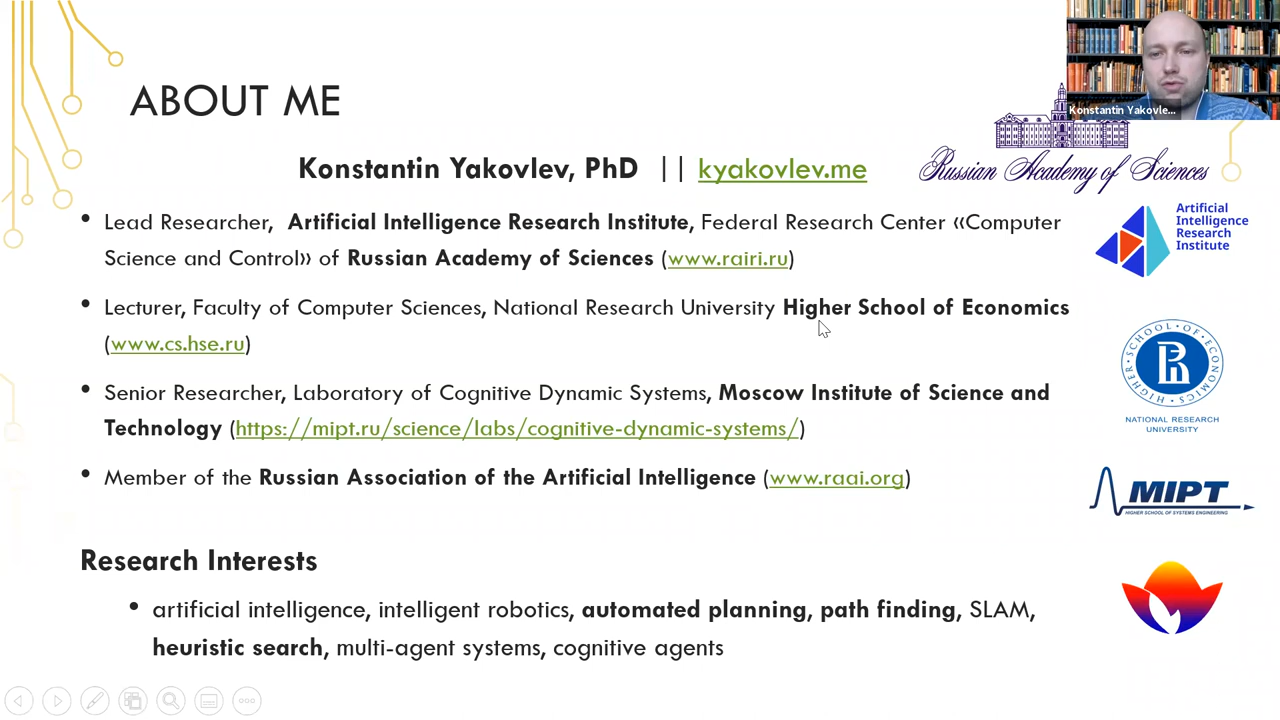 ABOUT ME
Konstantin Yakovle...
Konstantin Yakovlev, PhD || kyakovlev.me
Russian Academy of Sciences
Lead Researcher, Artificial Intelligence Research Institute, Federal Research Center «Computer
Science and Control» of Russian Academy of Sciences (www.rairi.ru)
Artificial
Intelligence
Research
Institute
Lecturer, Faculty of Computer Sciences, National Research University Higher School of Economics
(www.cs.hse.ru)
HIGHER · SCHOOL · OF · ECONOMICS
NATIONAL RESEARCH
UNIVERSITY
Senior Researcher, Laboratory of Cognitive Dynamic Systems, Moscow Institute of Science and
Technology (https://mipt.ru/science/labs/cognitive-dynamic-systems/)
Member of the Russian Association of the Artificial Intelligence (www.raai.org)
MIPT
HIGHER SCHOOL OF SYSTEMS ENGINEERING
Research Interests
artificial intelligence, intelligent robotics, automated planning, path finding, SLAM,
heuristic search, multi-agent systems, cognitive agents